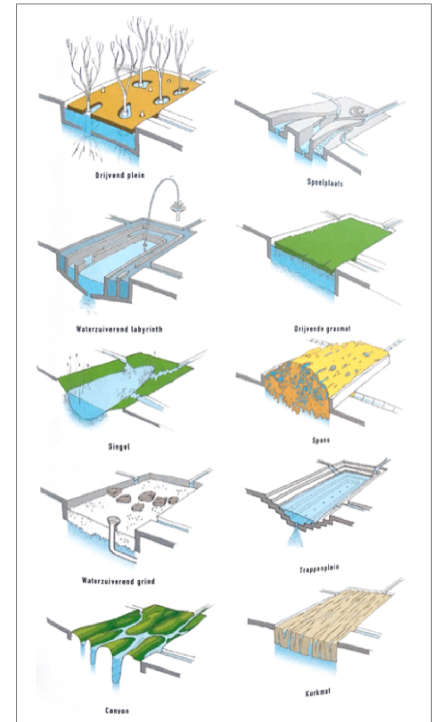 Drijvend plein
Speelplaats
Waterzuiverend labyrinth
Drijvende grasmat
Singel
Spons
Waterzuiverend grind
Trappenplein
Canyon
Kurkmat